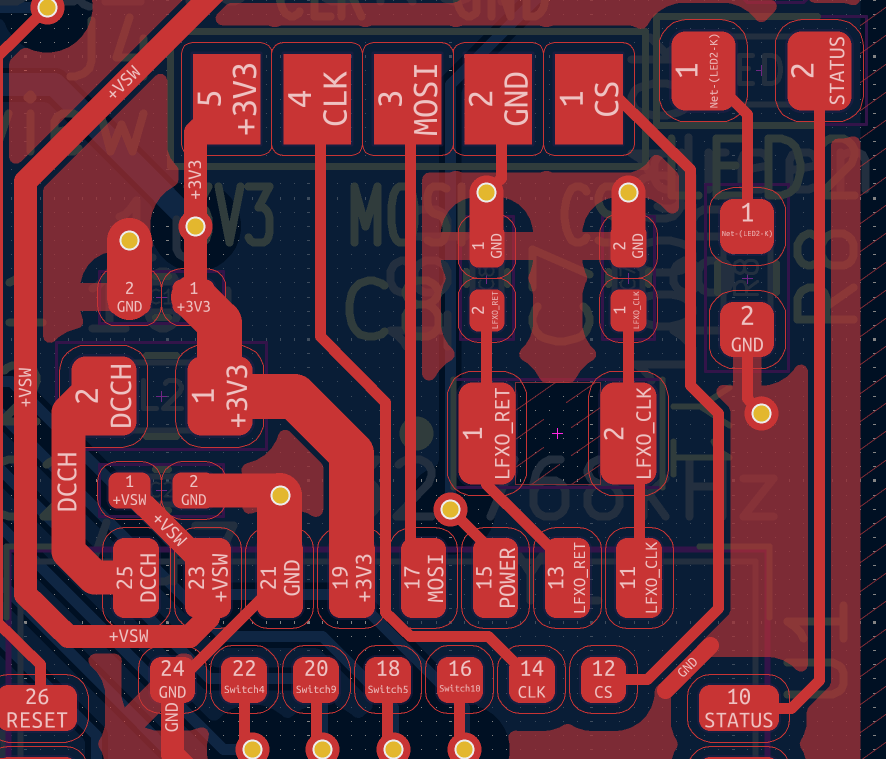 +VSW
5
+3V3
4
CLK
3
MOSI
2
GND
1
CS
1
Net-(LED2-K)
2
STATUS
+3V3
2
GND
1
+3V3
1
GND
2
GND
1
Net-(LED2-K)
2
LFXO_RET
1
LFXO_CLK
2
GND
+VSW
2
DCCH
1
+3V3
1
LFXO_RET
2
LFXO_CLK
DCCH
1
+VSW
2
GND
+VSW
25
DCCH
23
+VSW
21
GND
19
+3V3
17
MOSI
15
POWER
13
LFXO_RET
11
LFXO_CLK
+VSW
24
GND
22
Switch4
20
Switch9
18
Switch5
16
Switch10
14
CLK
12
CS
GND
26
RESET
GND
10
STATUS